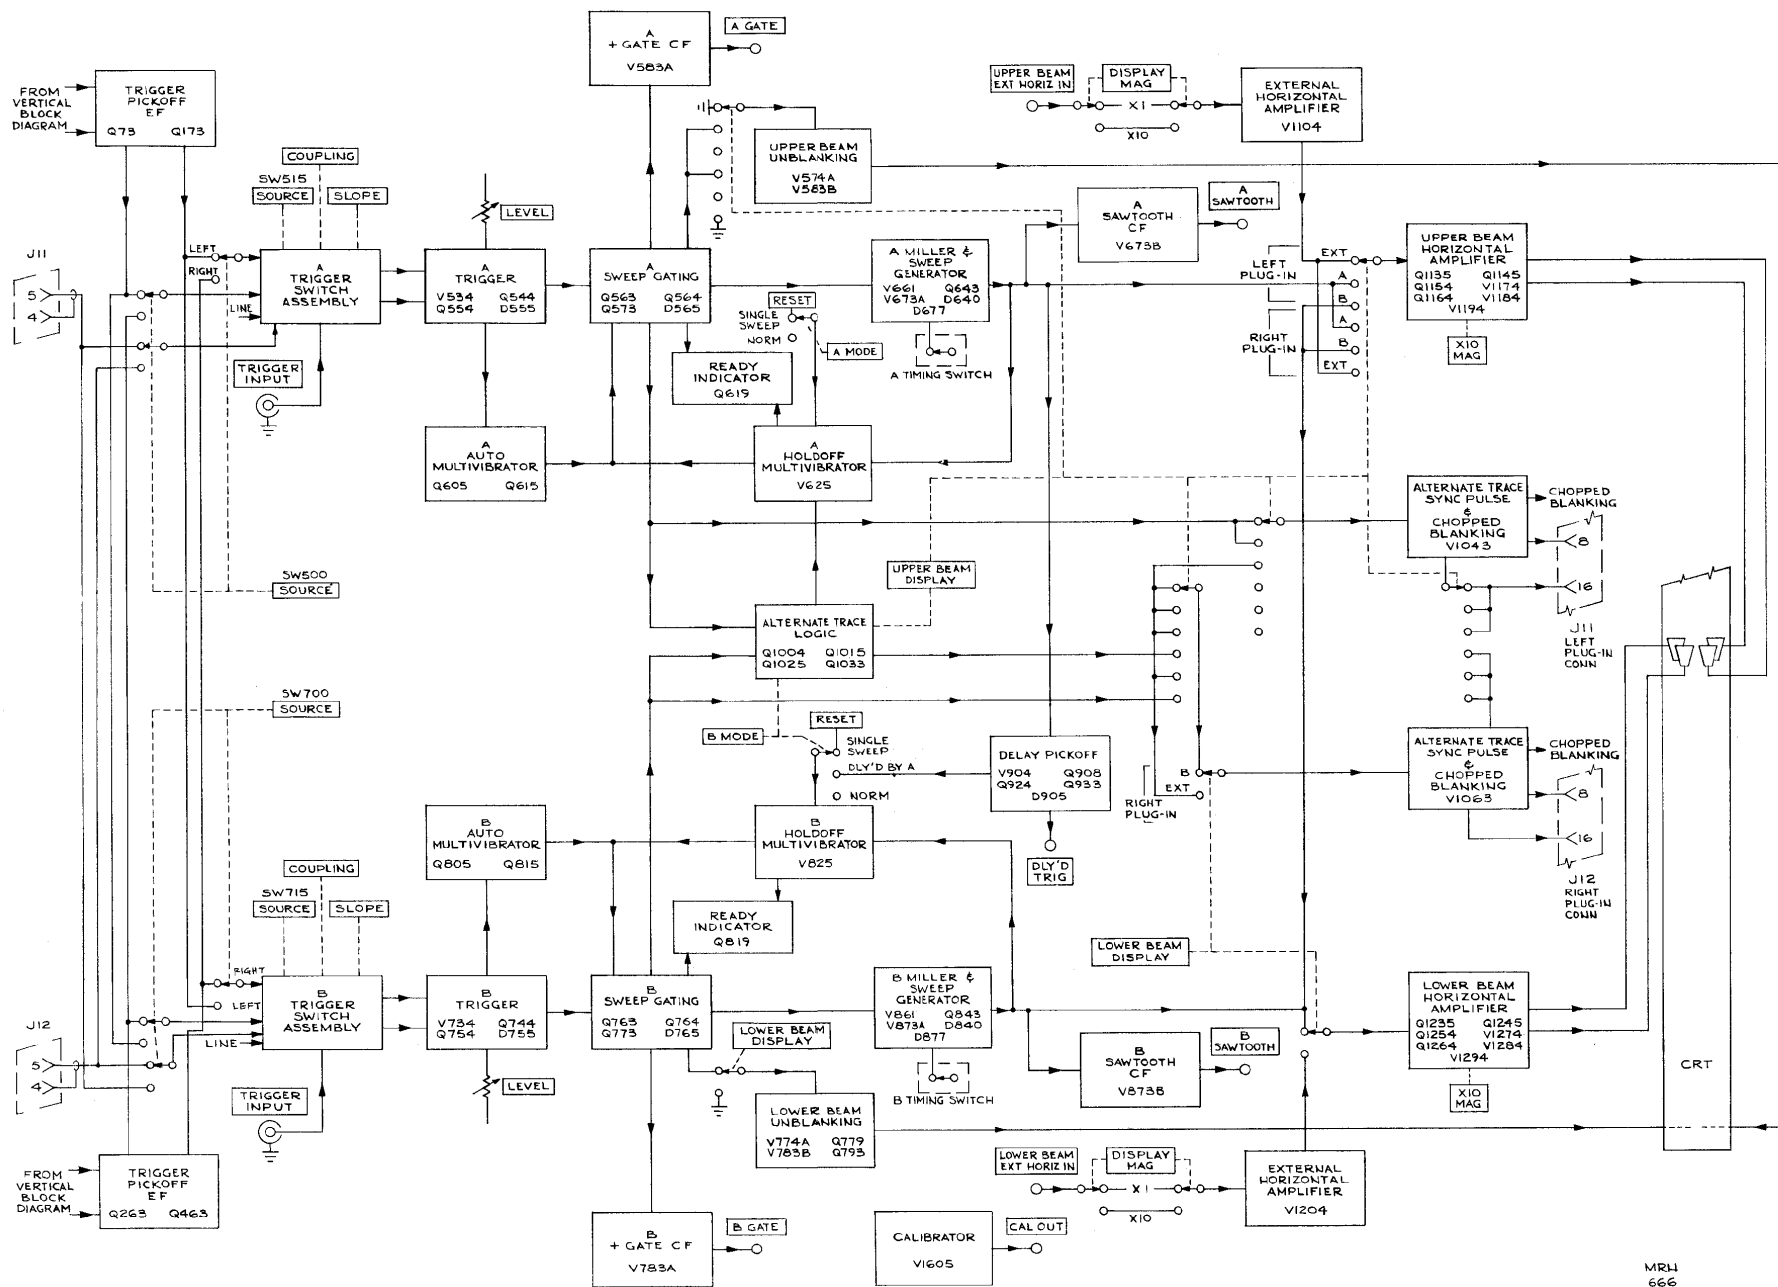 A
+ GATE CF
V583A
A GATE
FROM
VERTICAL
BLOCK
DIAGRAM
TRIGGER
PICKOFF
EF
Q73 Q173
UPPER BEAM
EXT HORIZ IN
DISPLAY
MAG
X1
X10
EXTERNAL
HORIZONTAL
AMPLIFIER
V1104
COUPLING
SW515
SOURCE
SLOPE
LEVEL
UPPER BEAM
UNBLANKING
V574A
V583B
A
SAWTOOTH
CF
V673B
A
SAWTOOTH
J11
5
4
LEFT
RIGHT
LINE
A
TRIGGER
SWITCH
ASSEMBLY
A
TRIGGER
V534 Q544
Q554 D555
A
SWEEP GATING
Q563 Q564
Q573 D565
A MILLER &
SWEEP
GENERATOR
V661 Q643
V673A D640
D677
LEFT
PLUG-IN
EXT
A
B
RIGHT
PLUG-IN
A
B
EXT
UPPER BEAM
HORIZONTAL
AMPLIFIER
Q1135 Q1145
Q1154 V1174
Q1164 V1184
V1194
X10
MAG
RESET
SINGLE
SWEEP
NORM
A MODE
A TIMING SWITCH
TRIGGER
INPUT
READY
INDICATOR
Q619
A
AUTO
MULTIVIBRATOR
Q605 Q615
A
HOLDOFF
MULTIVIBRATOR
V625
ALTERNATE TRACE
SYNC PULSE
&
CHOPPED
BLANKING
V1043
CHOPPED
BLANKING
8
16
J11
LEFT
PLUG-IN
CONN
SW500
SOURCE
UPPER BEAM
DISPLAY
ALTERNATE TRACE
LOGIC
Q1004 Q1015
Q1025 Q1033
SW700
SOURCE
B MODE
RESET
SINGLE
SWEEP
DLY'D BY A
NORM
DELAY PICKOFF
V904 Q908
Q924 Q933
D905
DLY'D
TRIG
B
EXT
RIGHT
PLUG-IN
ALTERNATE TRACE
SYNC PULSE
&
CHOPPED
BLANKING
V1063
CHOPPED
BLANKING
8
16
J12
RIGHT
PLUG-IN
CONN
B
AUTO
MULTIVIBRATOR
Q805 Q815
B
HOLDOFF
MULTIVIBRATOR
V825
COUPLING
SW715
SOURCE
SLOPE
READY
INDICATOR
Q819
LOWER BEAM
DISPLAY
J12
5
4
RIGHT
LEFT
LINE
B
TRIGGER
SWITCH
ASSEMBLY
B
TRIGGER
V734 Q744
Q754 D755
B
SWEEP GATING
Q763 Q764
Q773 D765
LOWER BEAM
DISPLAY
B MILLER &
SWEEP
GENERATOR
V861 Q843
V873A D840
D877
B TIMING SWITCH
B
SAWTOOTH
CF
V873B
B
SAWTOOTH
LOWER BEAM
HORIZONTAL
AMPLIFIER
Q1235 Q1245
Q1254 V1274
Q1264 V1284
V1294
X10
MAG
CRT
TRIGGER
INPUT
LEVEL
LOWER BEAM
UNBLANKING
V774A Q779
V783B Q793
FROM
VERTICAL
BLOCK
DIAGRAM
TRIGGER
PICKOFF
EF
Q263 Q463
LOWER BEAM
EXT HORIZ IN
DISPLAY
MAG
X1
X10
EXTERNAL
HORIZONTAL
AMPLIFIER
V1204
B
+ GATE CF
V783A
B GATE
CALIBRATOR
V1605
CAL OUT
MRH
666